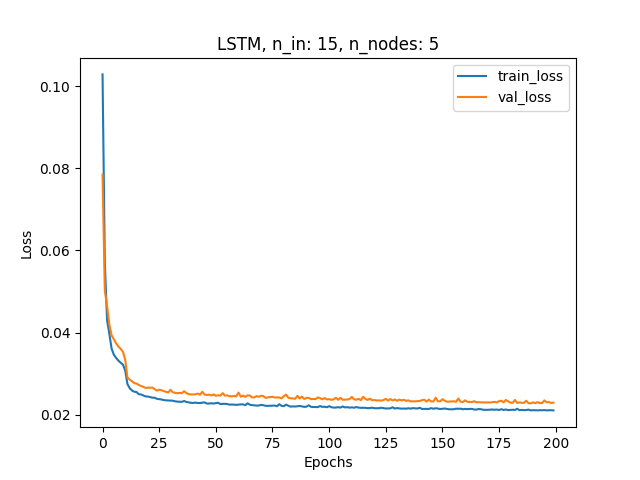 LSTM, n_in: 15, n_nodes: 5
train_loss
val_loss
0.10
0.08
0.06
0.04
0.02
Loss
0 25 50 75 100 125 150 175 200
Epochs